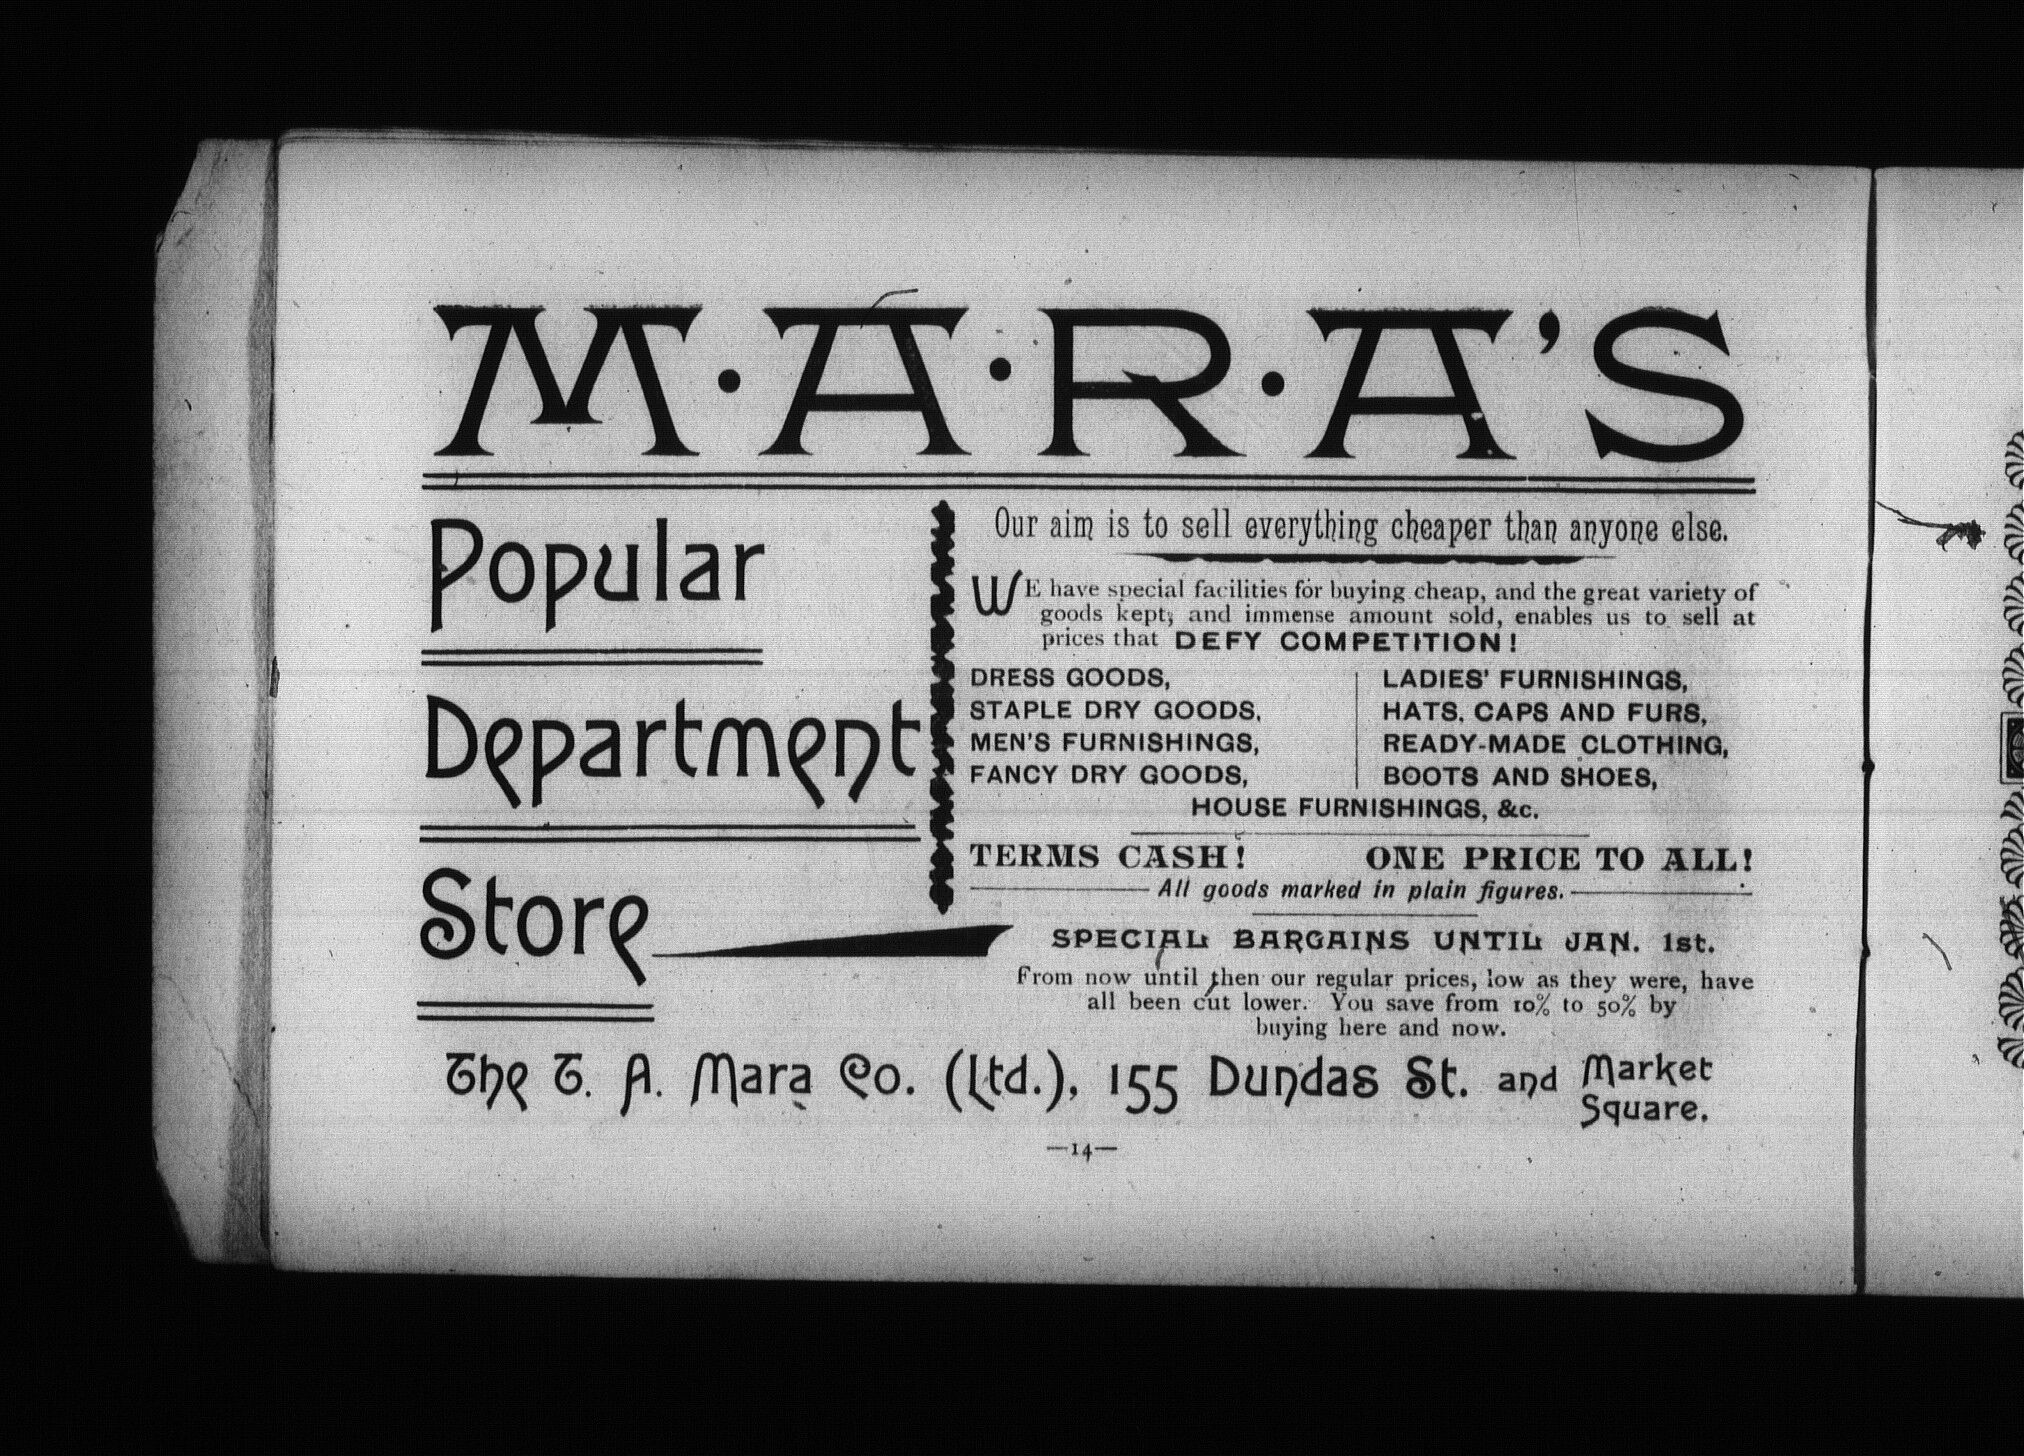 M·A·R·A'S
Popular
Department
Store
Our aim is to sell everything cheaper than anyone else.
WE have special facilities for buying cheap, and the great variety of
goods kept, and immense amount sold, enables us to sell at
prices that DEFY COMPETITION!
DRESS GOODS,
STAPLE DRY GOODS,
MEN'S FURNISHINGS,
FANCY DRY GOODS,
LADIES' FURNISHINGS,
HATS, CAPS AND FURS,
READY-MADE CLOTHING,
BOOTS AND SHOES,
HOUSE FURNISHINGS, &c.
TERMS CASH! ONE PRICE TO ALL!
All goods marked in plain figures.
SPECIAL BARGAINS UNTIL JAN. 1st.
From now until then our regular prices, low as they were, have
all been cut lower. You save from 10% to 50% by
buying here and now.
The T. A. Mara Co. (Ltd.), 155 Dundas St. and Market
Square.
—14—